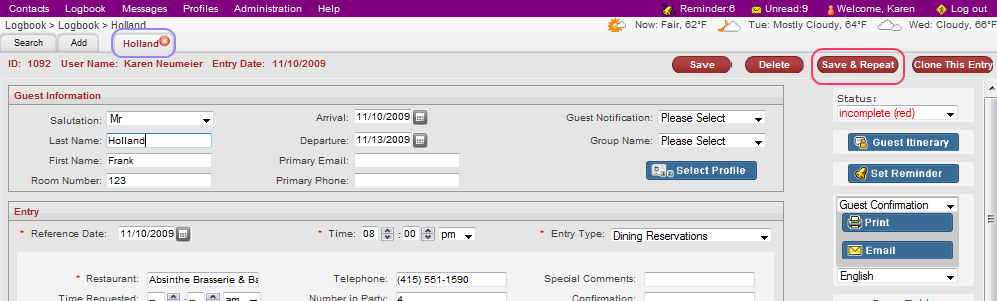 Contacts Logbook Messages Profiles Administration Help Reminder:6 Unread:9 Welcome, Karen Log out
Logbook > Logbook > Holland Now: Fair, 62°F Tue: Mostly Cloudy, 64°F Wed: Cloudy, 66°F
Search Add Holland
ID: 1092 User Name: Karen Neumeier Entry Date: 11/10/2009 Save Delete Save & Repeat Clone This Entry
Guest Information
Status:
incomplete (red)
Salutation: Mr Arrival: 11/10/2009 Guest Notification: Please Select
Last Name: Holland Departure: 11/13/2009 Group Name: Please Select
Guest Itinerary
First Name: Frank Primary Email:
Select Profile
Set Reminder
Room Number: 123 Primary Phone:
Guest Confirmation
Entry
Print
* Reference Date: 11/10/2009 * Time: 08 : 00 pm * Entry Type: Dining Reservations
Email
* Restaurant: Absinthe Brasserie & Ba Telephone: (415) 551-1590 Special Comments:
English
Time Requested: : am Number in Party: 4 Confirmation: